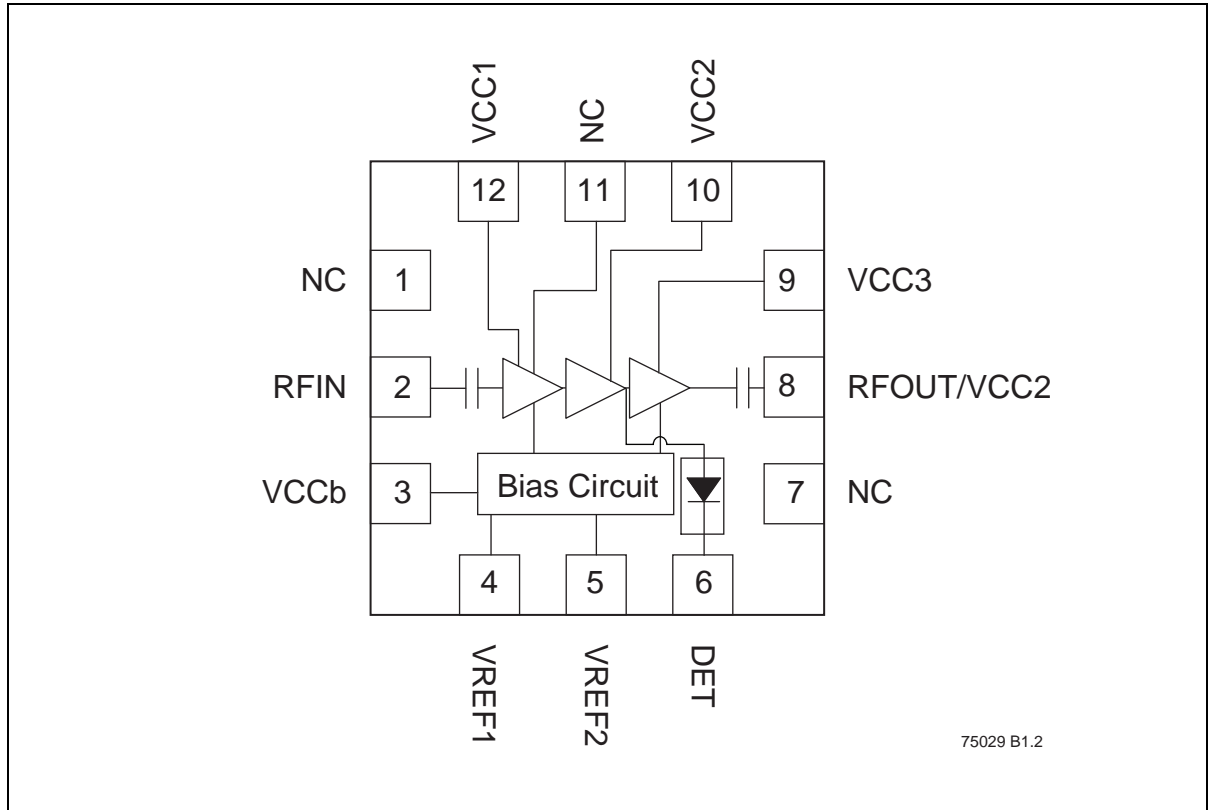 VCC1
NC
VCC2
12
11
10
NC
1
9
VCC3
RFIN
2
8
RFOUT/VCC2
VCCb
3
Bias Circuit
7
NC
4
5
6
VREF1
VREF2
DET
75029 B1.2